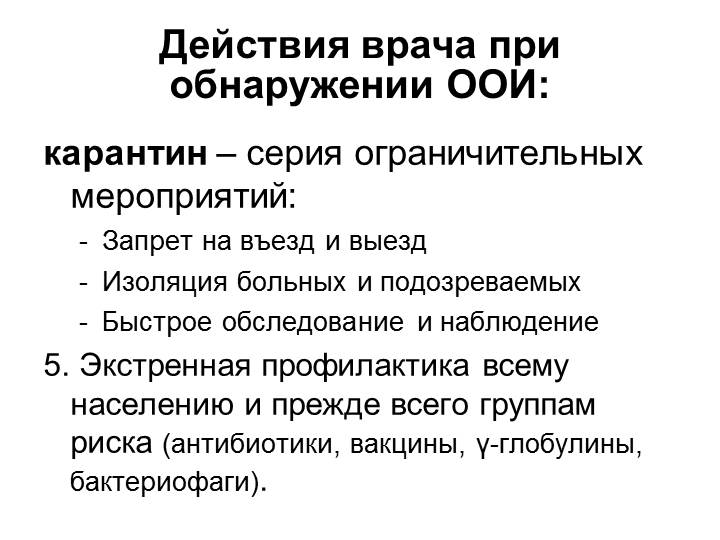 Действия врача при
обнаружении ООИ:
карантин – серия ограничительных
мероприятий:
- Запрет на въезд и выезд
- Изоляция больных и подозреваемых
- Быстрое обследование и наблюдение
5. Экстренная профилактика всему
населению и прежде всего группам
риска (антибиотики, вакцины, γ-глобулины,
бактериофаги).